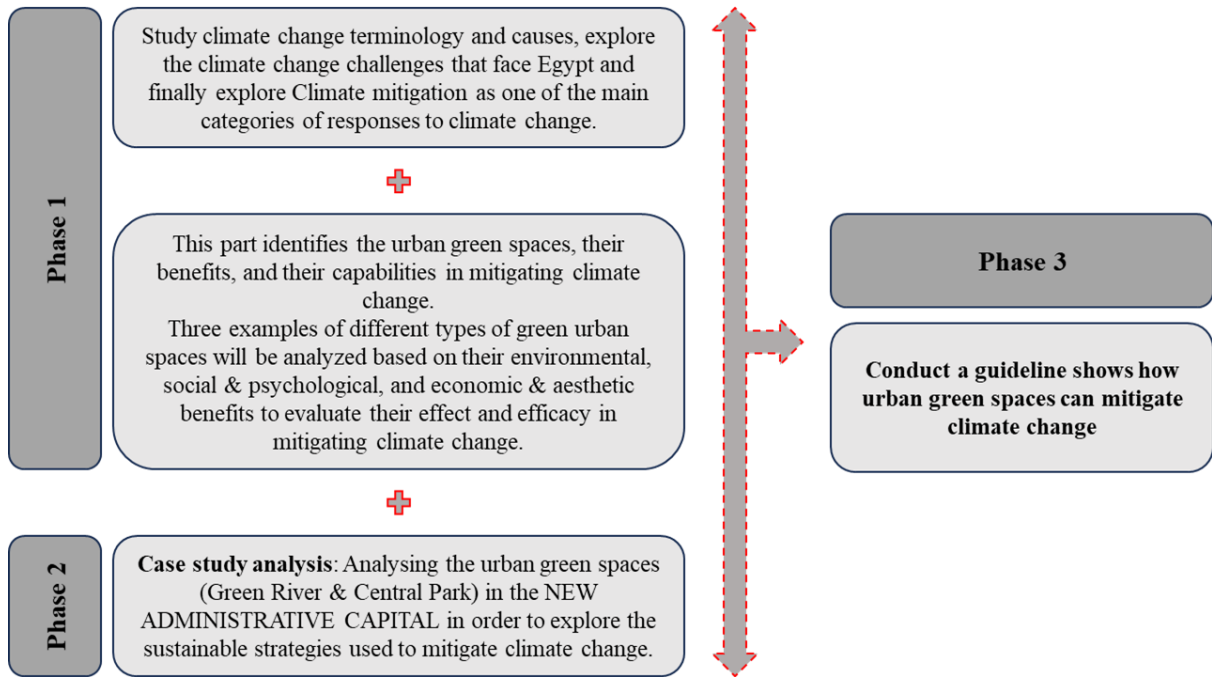 Phase 1
Study climate change terminology and causes, explore
the climate change challenges that face Egypt and
finally explore Climate mitigation as one of the main
categories of responses to climate change.
This part identifies the urban green spaces, their
benefits, and their capabilities in mitigating climate
change.
Three examples of different types of green urban
spaces will be analyzed based on their environmental,
social & psychological, and economic & aesthetic
benefits to evaluate their effect and efficacy in
mitigating climate change.
Phase 2
Case study analysis: Analysing the urban green spaces
(Green River & Central Park) in the NEW
ADMINISTRATIVE CAPITAL in order to explore the
sustainable strategies used to mitigate climate change.
Phase 3
Conduct a guideline shows how
urban green spaces can mitigate
climate change